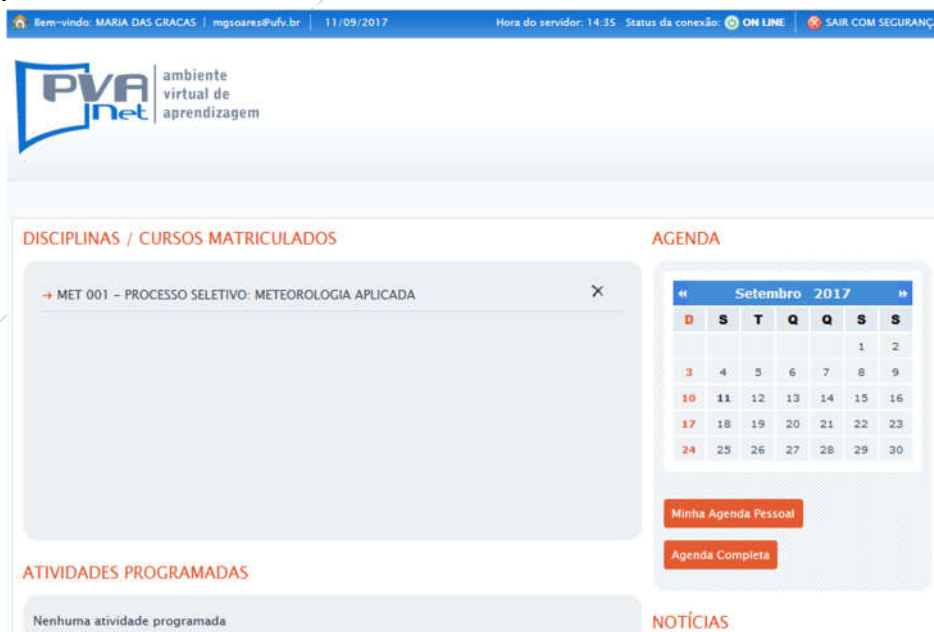 Bem-vindo: MARIA DAS GRACAS | mgsoares@ufv.br | 11/09/2017 Hora do servidor: 14:35 Status da conexão: ON LINE SAIR COM SEGURANÇ
PVA Net
ambiente
virtual de
aprendizagem
DISCIPLINAS / CURSOS MATRICULADOS
→ MET 001 – PROCESSO SELETIVO: METEOROLOGIA APLICADA X
ATIVIDADES PROGRAMADAS
Nenhuma atividade programada
AGENDA
« Setembro 2017 »
D S T Q Q S S
1 2
3 4 5 6 7 8 9
10 11 12 13 14 15 16
17 18 19 20 21 22 23
24 25 26 27 28 29 30
Minha Agenda Pessoal
Agenda Completa
NOTÍCIAS